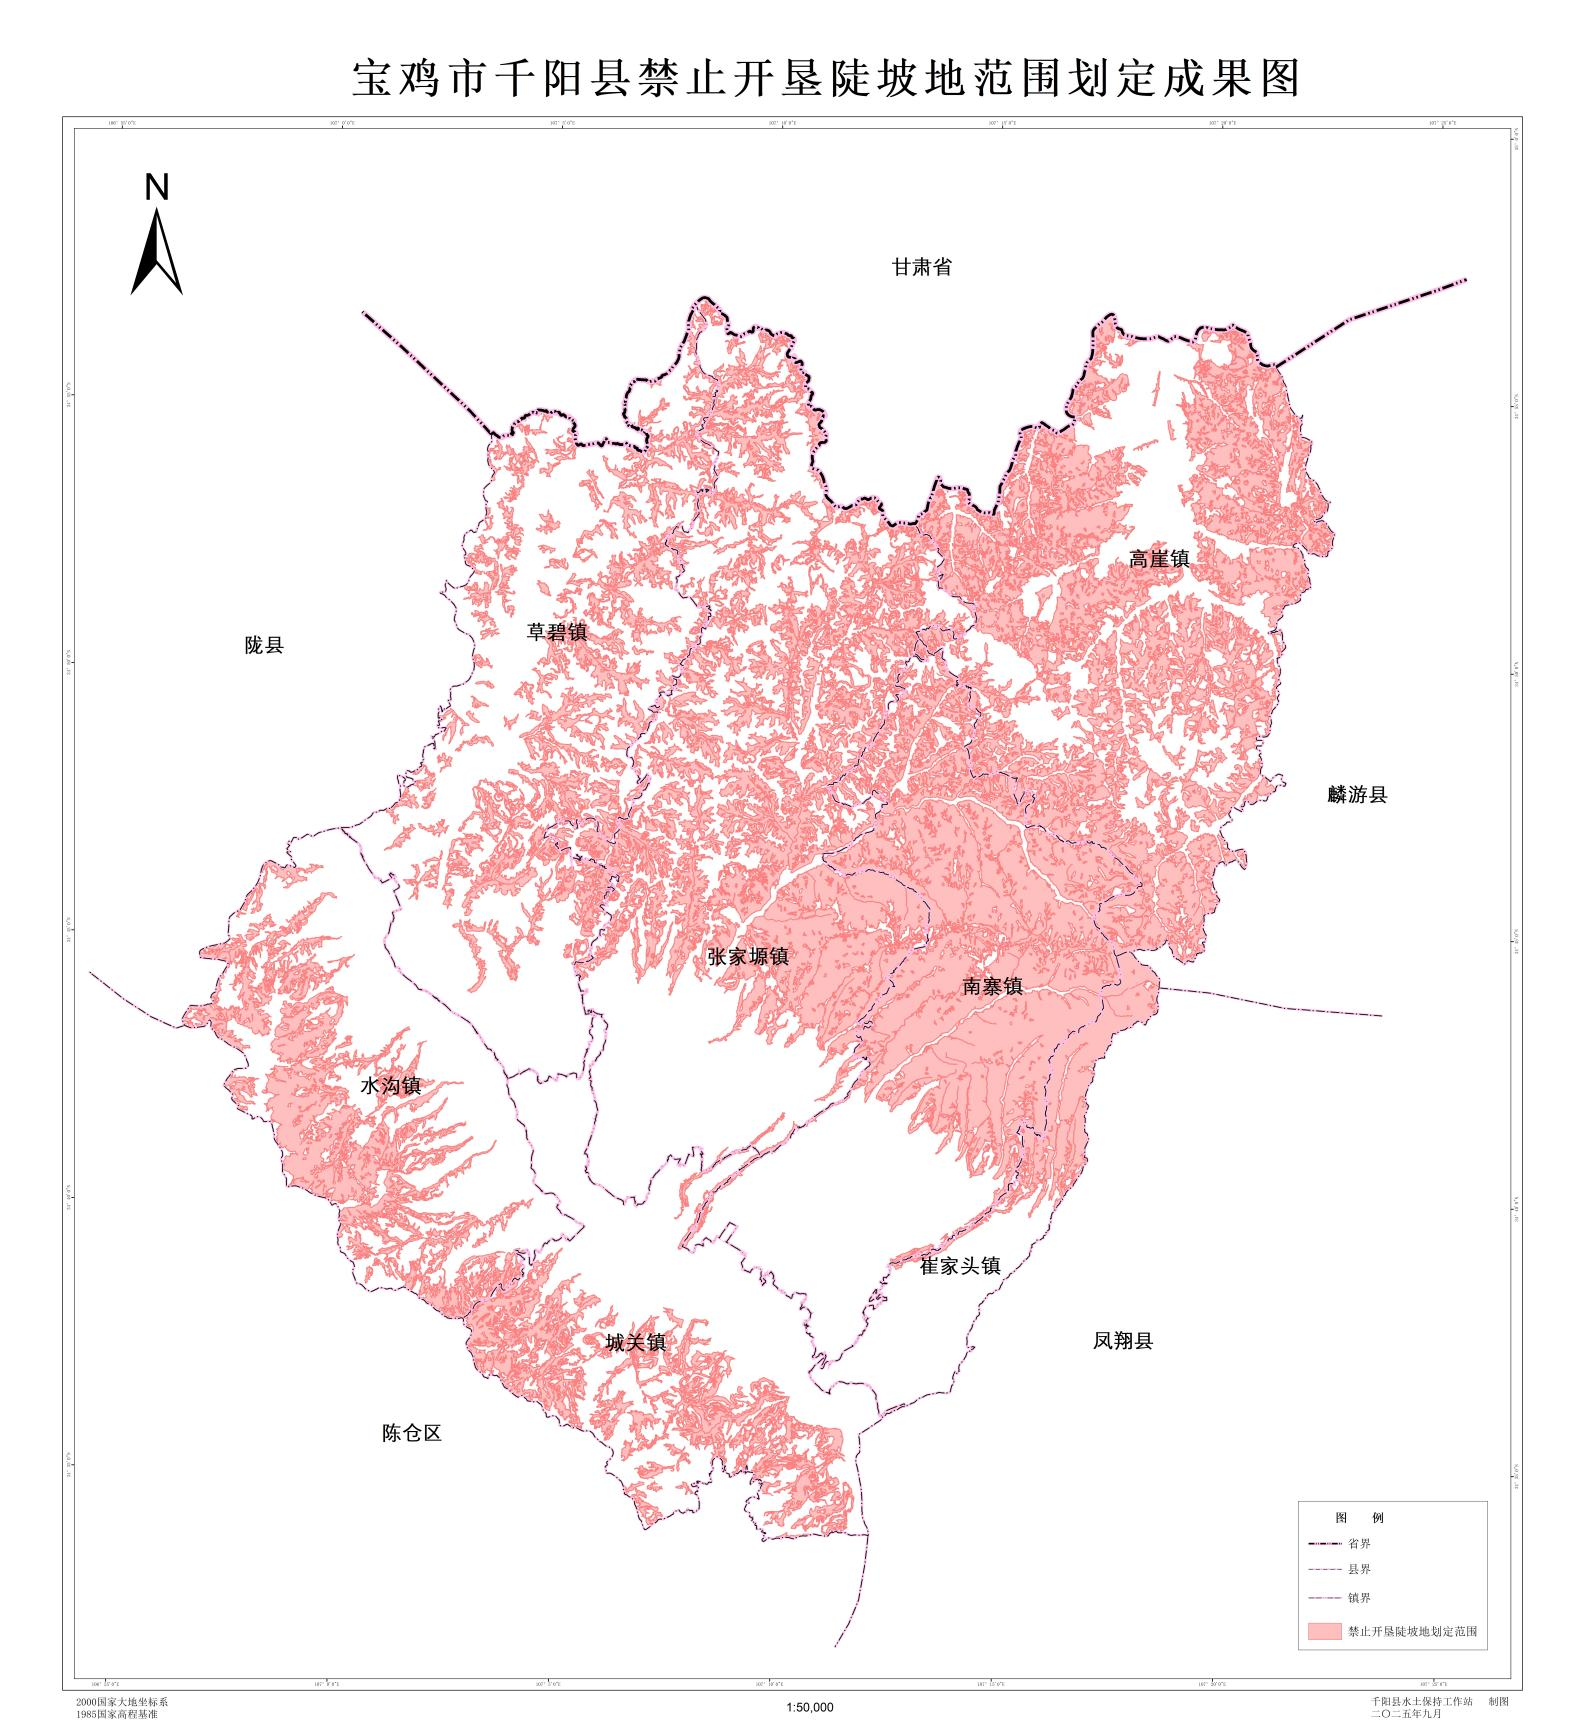 宝鸡市千阳县禁止开垦陡坡地范围划定成果图
N
甘肃省
高崖镇
草碧镇
陇县
麟游县
张家塬镇
南寨镇
水沟镇
崔家头镇
城关镇
凤翔县
陈仓区
图 例
省界
县界
镇界
禁止开垦陡坡地划定范围
2000国家大地坐标系
1985国家高程基准
1:50,000
千阳县水土保持工作站 制图
二〇二五年九月